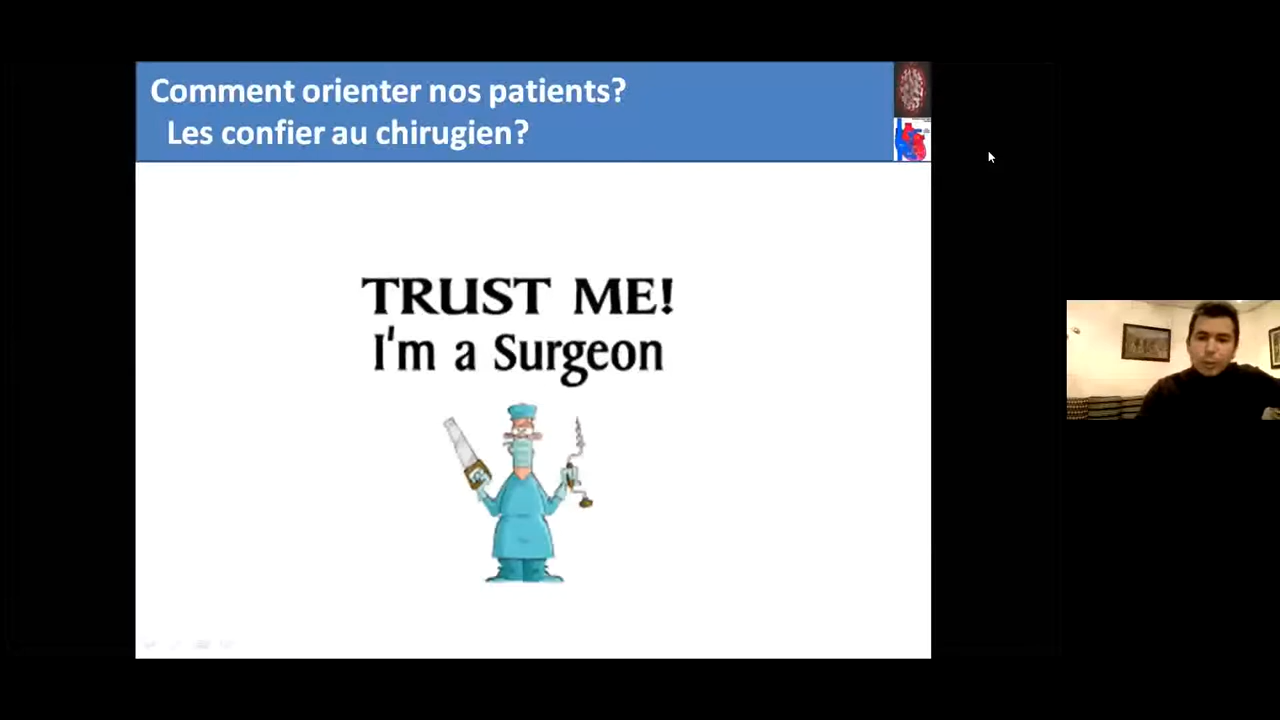 Comment orienter nos patients?
Les confier au chirugien?
TRUST ME!
I'm a Surgeon